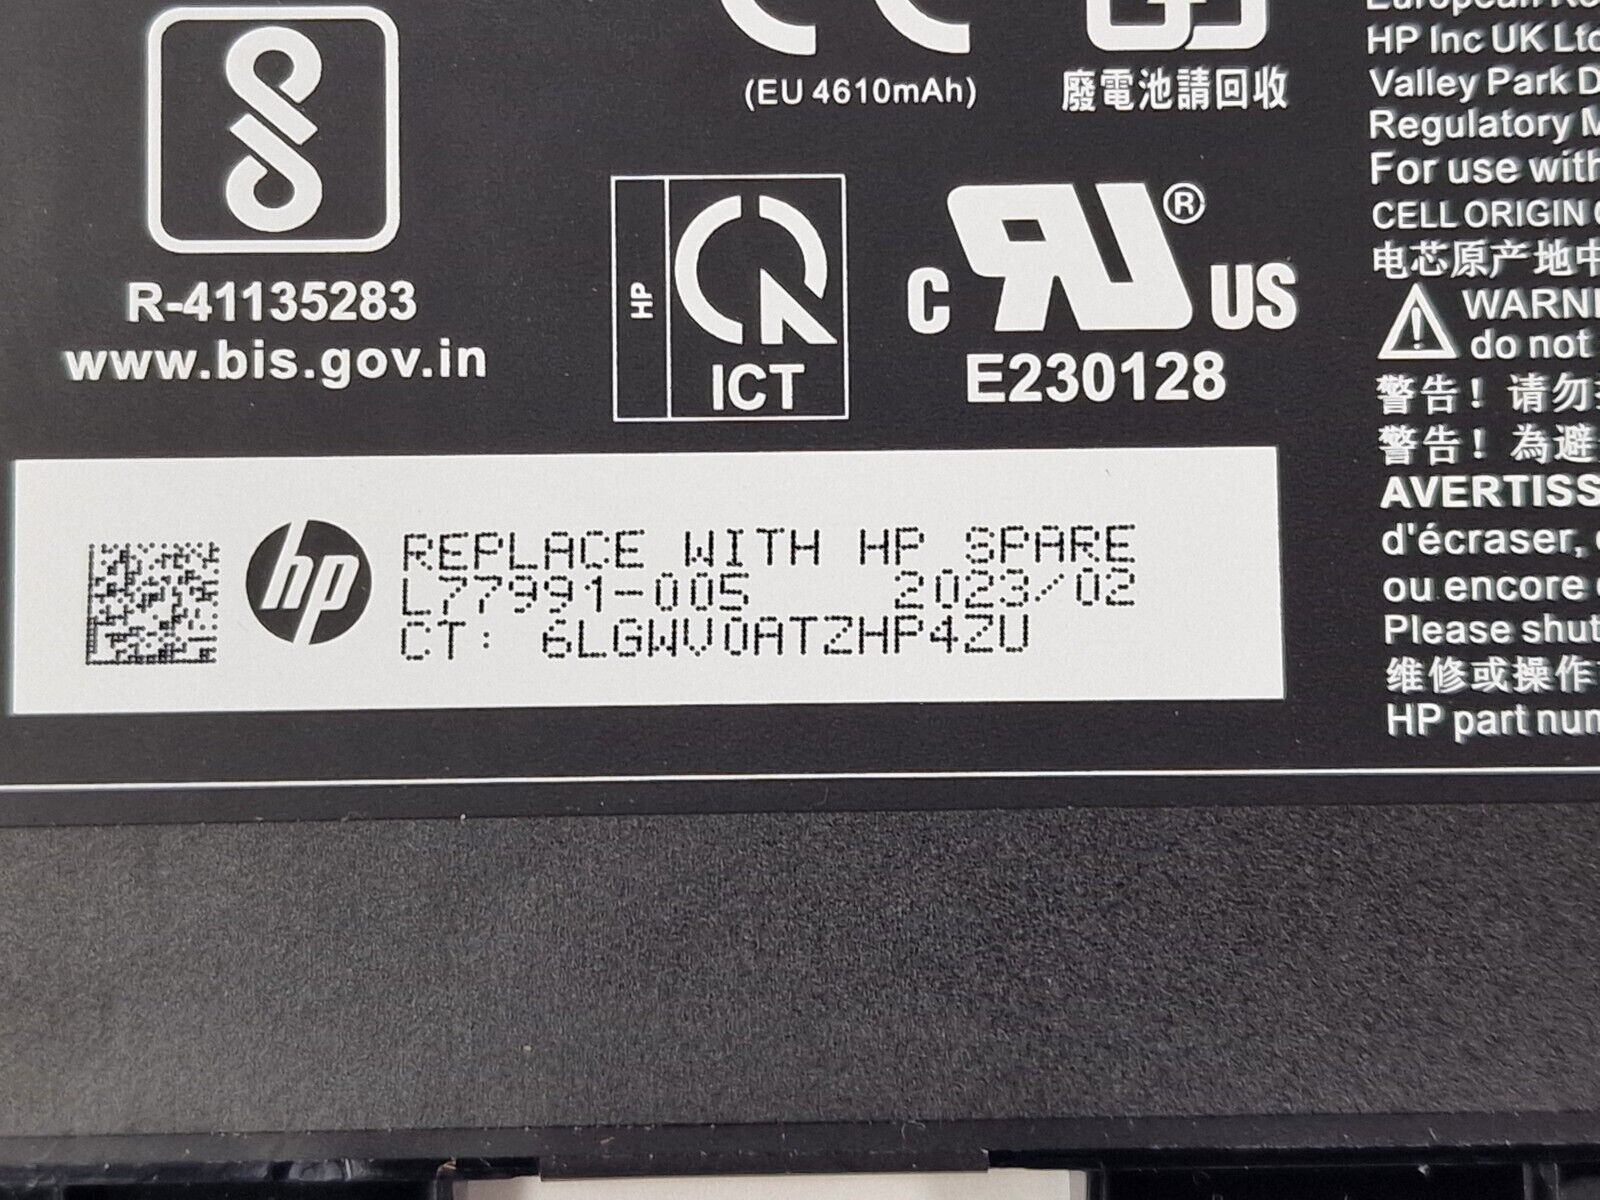 (EU 4610mAh)
廢電池請回收
R-41135283
www.bis.gov.in
HP
ICT
C RU® US
E230128
hp
REPLACE WITH HP SPARE
L77991-005 2023/02
CT: 6LGWV0ATZHP4ZU
European
HP Inc UK Ltd
Valley Park
Regulatory
For use with
CELL ORIGIN
电芯原产地中
do not
警告！请勿
警告！為避
d'écraser,
ou encore
Please shut
维修或操作
HP part